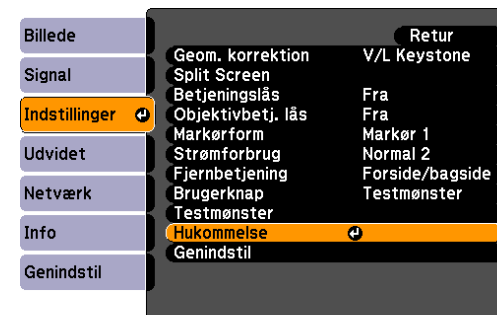 Billede
Signal
Indstillinger
Udvidet
Netværk
Info
Genindstil
Retur
Geom. korrektion V/L Keystone
Split Screen
Betjeningslås Fra
Objektivbetj. lås Fra
Markørform Markør 1
Strømforbrug Normal 2
Fjernbetjening Forside/bagside
Brugerknap Testmønster
Testmønster
Hukommelse
Genindstil